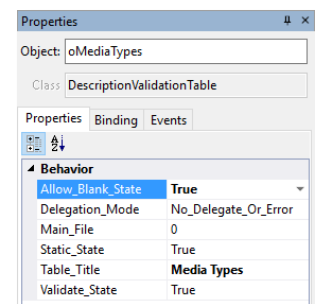 Properties
Object: oMediaTypes
Class DescriptionValidationTable
Properties Binding Events
Behavior
Allow_Blank_State True
Delegation_Mode No_Delegate_Or_Error
Main_File 0
Static_State True
Table_Title Media Types
Validate_State True